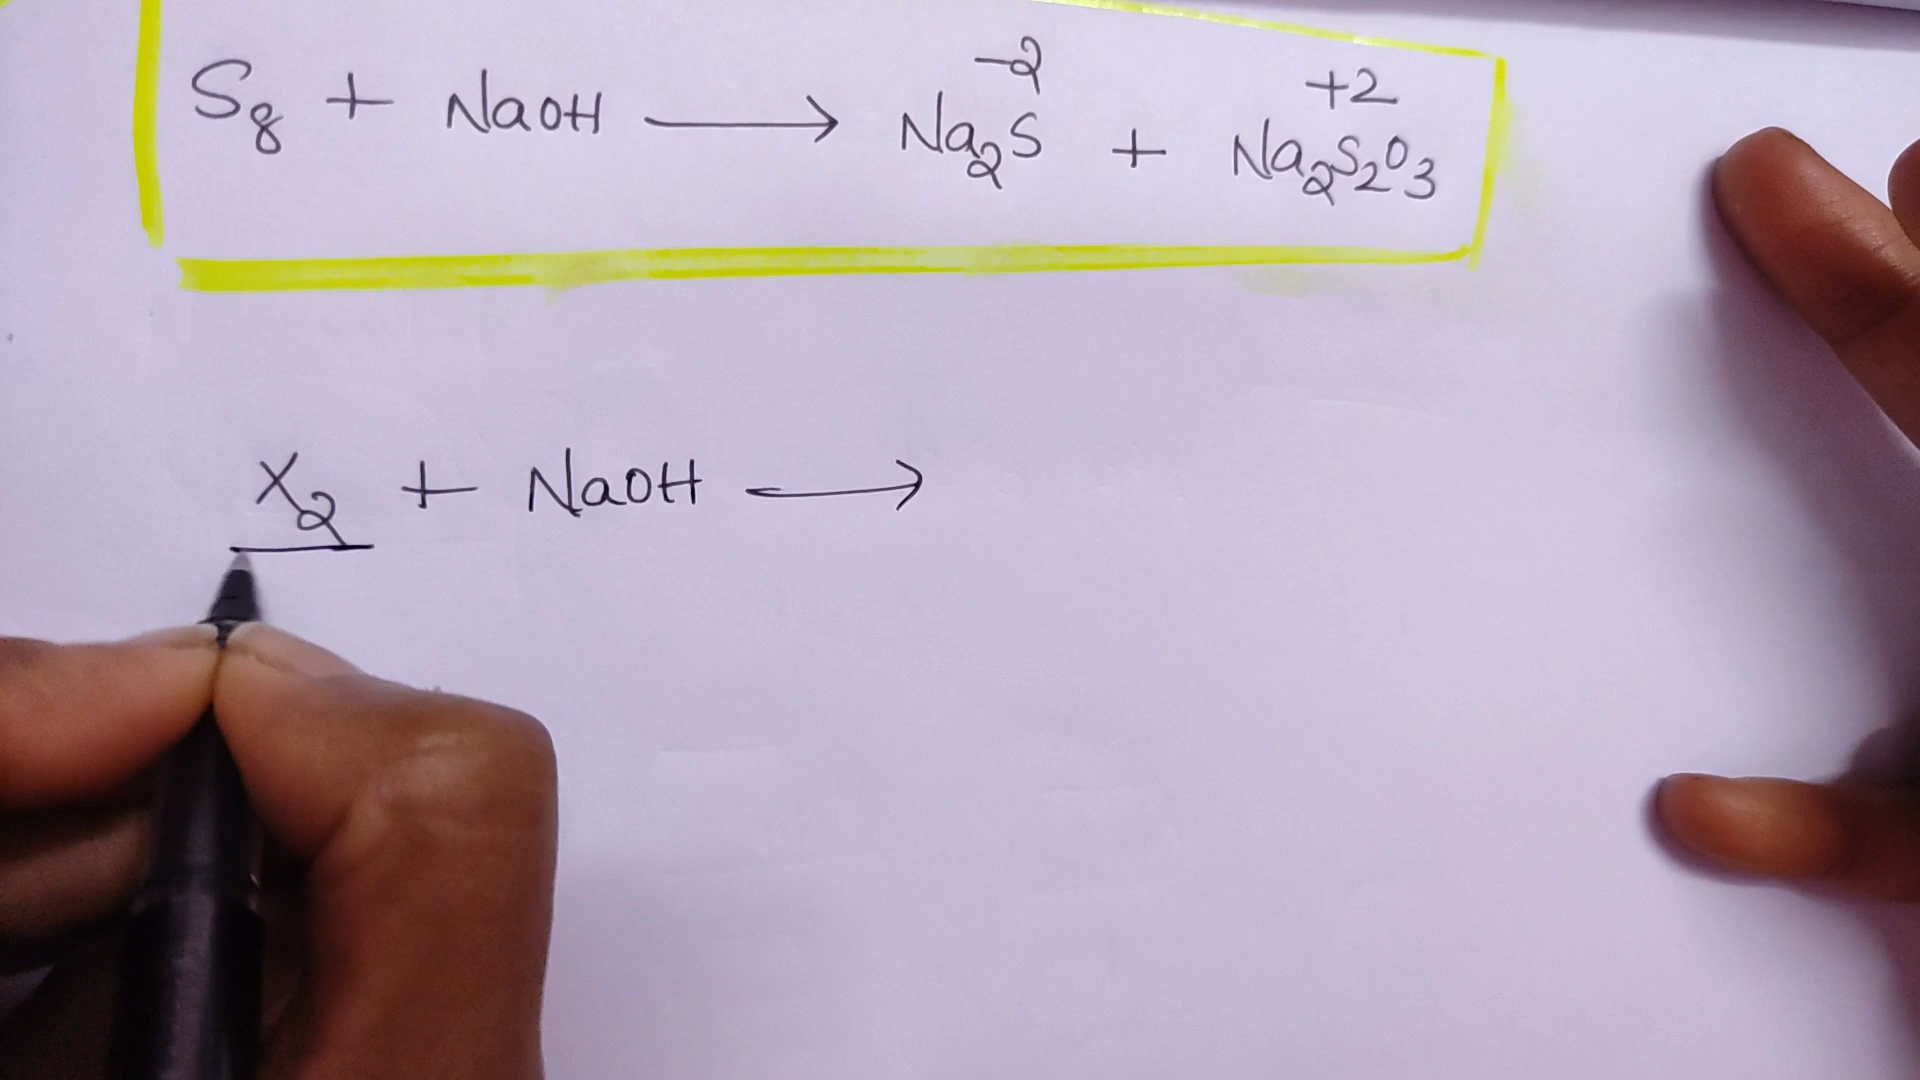 -2 +2
S8 + NaOH ⟶ Na2S + Na2S2O3
X2 + NaOH ⟶